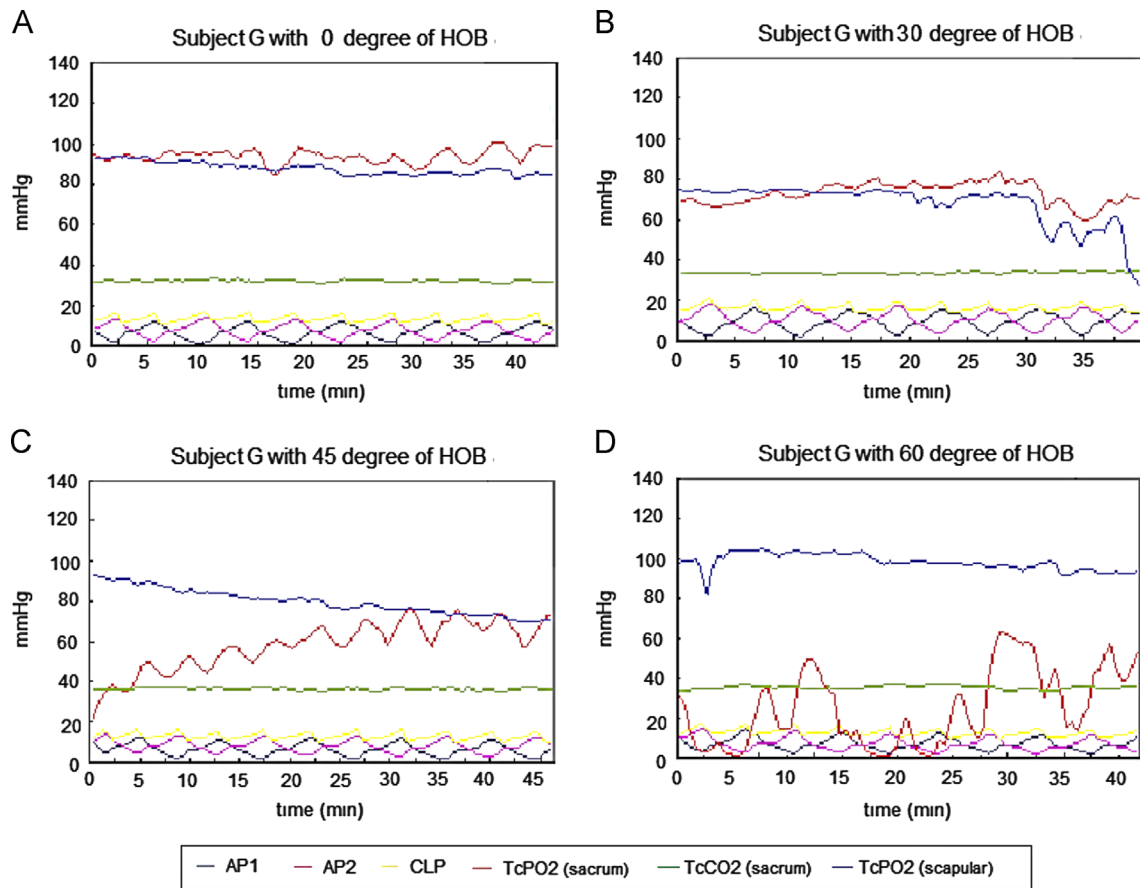 A
Subject G with 0 degree of HOB
140
120
100
80
60
40
20
0
mmHg
0 5 10 15 20 25 30 35 40
time (min)
B
Subject G with 30 degree of HOB
140
120
100
80
60
40
20
0
mmHg
0 5 10 15 20 25 30 35
time (min)
C
Subject G with 45 degree of HOB
140
120
100
80
60
40
20
0
mmHg
0 5 10 15 20 25 30 35 40 45
time (min)
D
Subject G with 60 degree of HOB
140
120
100
80
60
40
20
0
mmHg
0 5 10 15 20 25 30 35 40
time (min)
AP1 AP2 CLP TcPO2 (sacrum) TcCO2 (sacrum) TcPO2 (scapular)